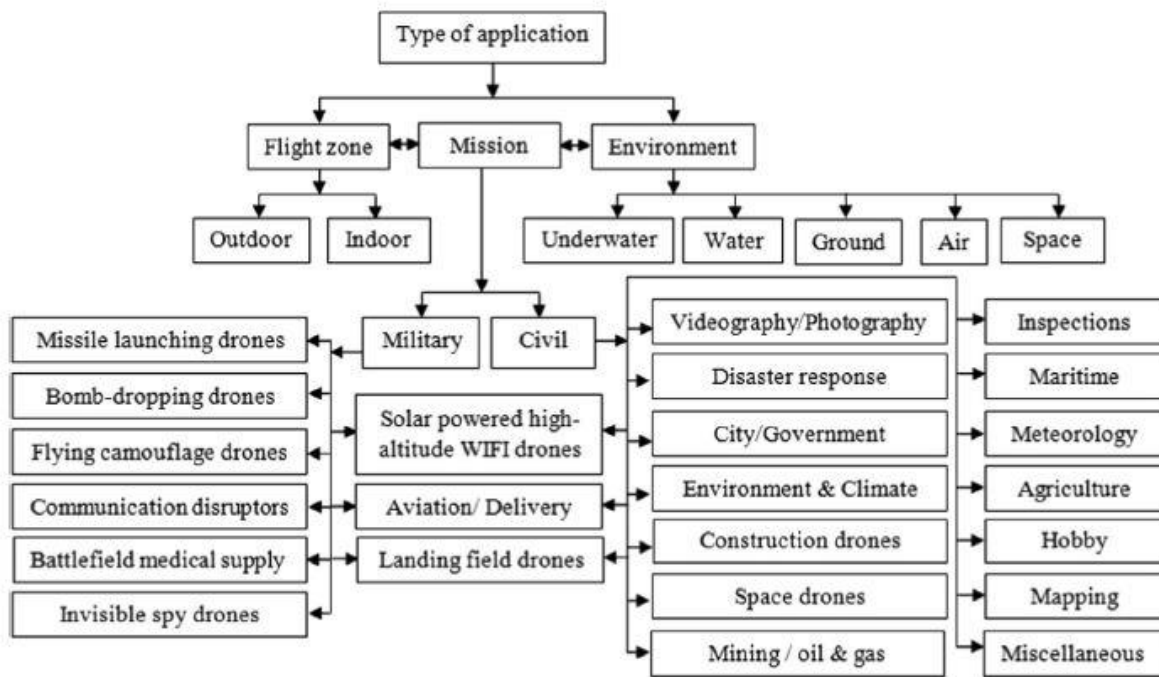 Type of application
Flight zone
Mission
Environment
Outdoor
Indoor
Underwater
Water
Ground
Air
Space
Military
Civil
Missile launching drones
Bomb-dropping drones
Flying camouflage drones
Communication disruptors
Battlefield medical supply
Invisible spy drones
Solar powered high-
altitude WIFI drones
Aviation/ Delivery
Landing field drones
Videography/Photography
Disaster response
City/Government
Environment & Climate
Construction drones
Space drones
Mining / oil & gas
Inspections
Maritime
Meteorology
Agriculture
Hobby
Mapping
Miscellaneous